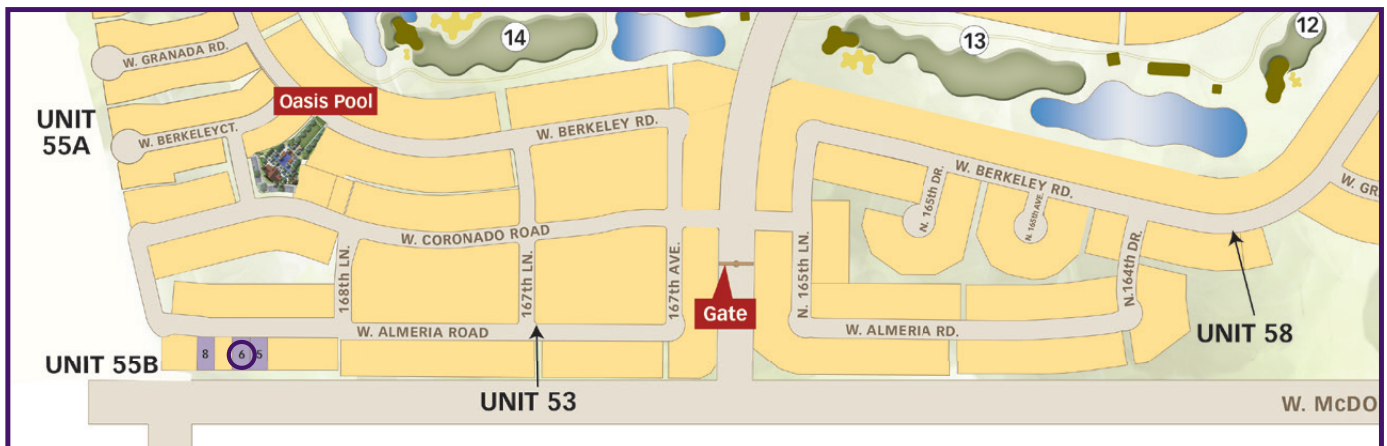 14
13
12
W. GRANADA RD.
Oasis Pool
UNIT
55A
W. BERKELEYCT.
W. BERKELEY RD.
W. BERKELEY RD.
W. GR
N. 165th DR.
N. 165th AVE.
W. CORONADO ROAD
168th LN.
167th LN.
167th AVE.
N. 165th LN.
N. 164th DR.
Gate
W. ALMERIA ROAD
W. ALMERIA RD.
UNIT 58
UNIT 55B
8
6
5
UNIT 53
W. McDO